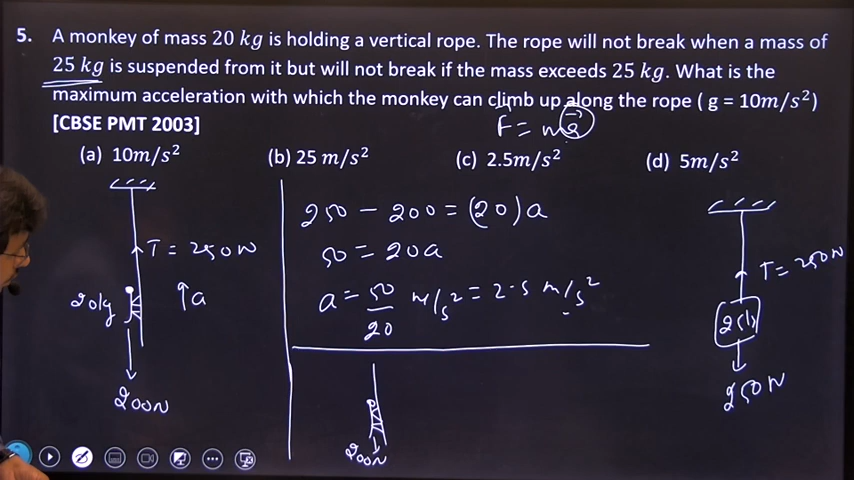 5. A monkey of mass 20 kg is holding a vertical rope. The rope will not break when a mass of
25 kg is suspended from it but will not break if the mass exceeds 25 kg. What is the
maximum acceleration with which the monkey can climb up along the rope ( g = 10m/s²)
[CBSE PMT 2003]
F = ma
(a) 10m/s² (b) 25 m/s² (c) 2.5m/s² (d) 5m/s²
250 - 200 = (20)a
50 = 20a
a = 50/20 m/s² = 2.5 m/s²
T = 250N
20kg
a
200N
200N
T = 250N
250N